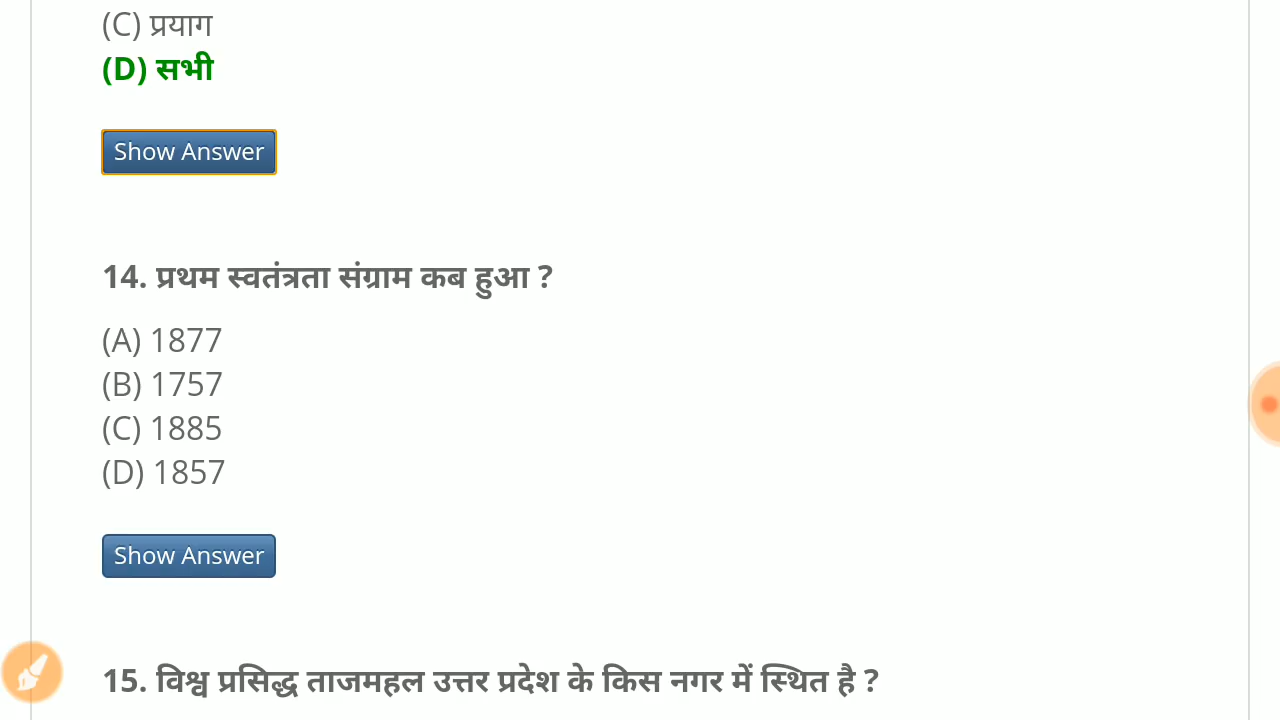 (C) प्रयाग
(D) सभी
Show Answer
14. प्रथम स्वतंत्रता संग्राम कब हुआ ?
(A) 1877
(B) 1757
(C) 1885
(D) 1857
Show Answer
15. विश्व प्रसिद्ध ताजमहल उत्तर प्रदेश के किस नगर में स्थित है ?